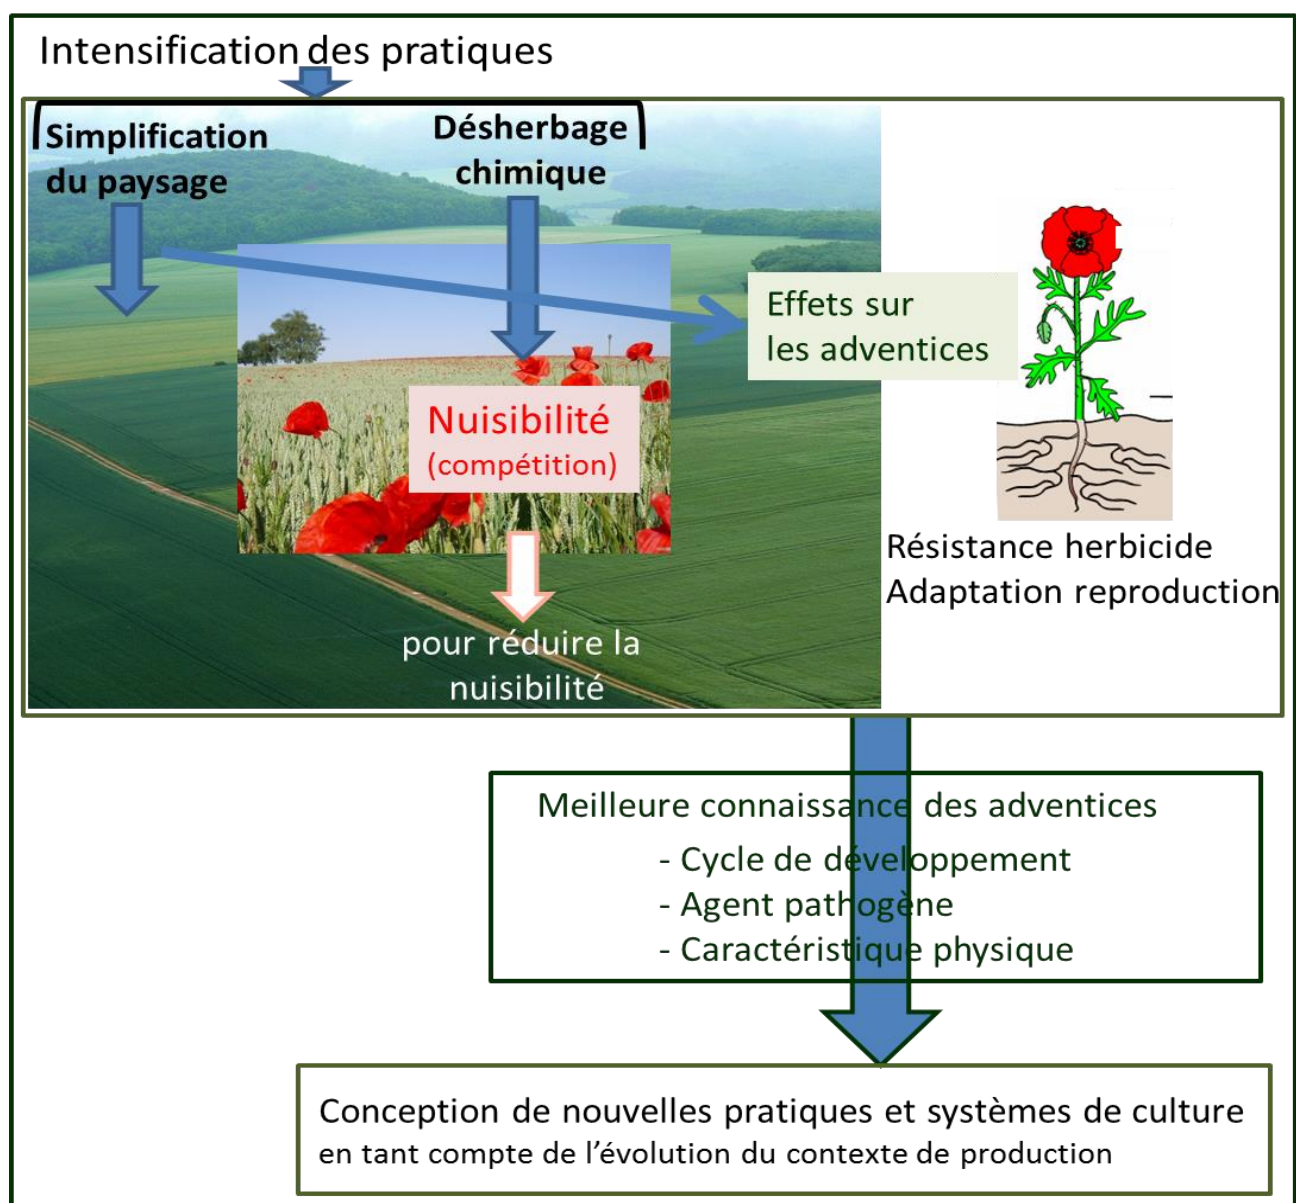 Intensification des pratiques
Simplification
du paysage
Désherbage
chimique
Effets sur
les adventices
Nuisibilité
(compétition)
pour réduire la
nuisibilité
Résistance herbicide
Adaptation reproduction
Meilleure connaissance des adventices
- Cycle de développement
- Agent pathogène
- Caractéristique physique
Conception de nouvelles pratiques et systèmes de culture
en tant compte de l’évolution du contexte de production